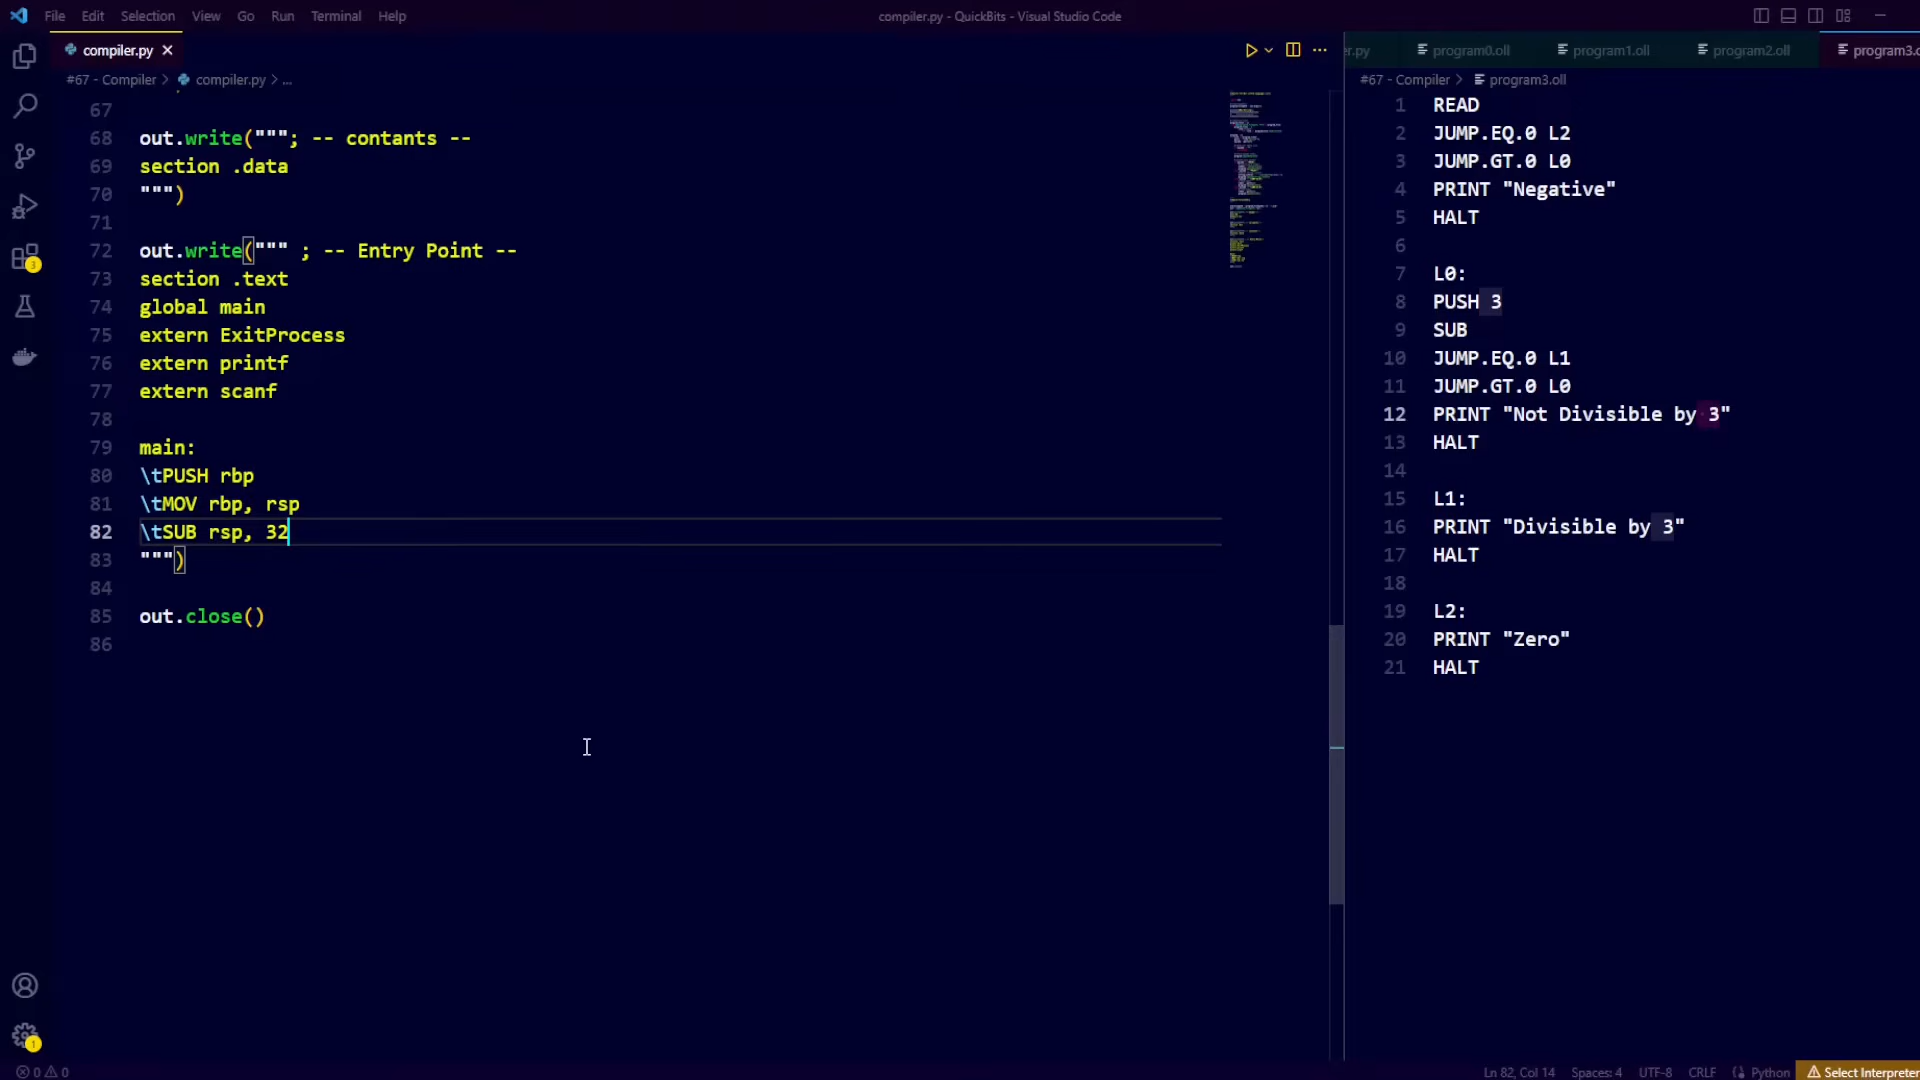 File Edit Selection View Go Run Terminal Help
compiler.py - QuickBits - Visual Studio Code
compiler.py
#67 - Compiler > compiler.py > ...
67
68 out.write("""; -- contants --
69 section .data
70 """)
71
72 out.write(""" ; -- Entry Point --
73 section .text
74 global main
75 extern ExitProcess
76 extern printf
77 extern scanf
78
79 main:
80 \tPUSH rbp
81 \tMOV rbp, rsp
82 \tSUB rsp, 32
83 """)
84
85 out.close()
86
er.py program0.oll program1.oll program2.oll program3.o
#67 - Compiler > program3.oll
1 READ
2 JUMP.EQ.0 L2
3 JUMP.GT.0 L0
4 PRINT "Negative"
5 HALT
6
7 L0:
8 PUSH 3
9 SUB
10 JUMP.EQ.0 L1
11 JUMP.GT.0 L0
12 PRINT "Not Divisible by 3"
13 HALT
14
15 L1:
16 PRINT "Divisible by 3"
17 HALT
18
19 L2:
20 PRINT "Zero"
21 HALT
3
1
0 0
Ln 82, Col 14 Spaces: 4 UTF-8 CRLF Python Select Interpreter